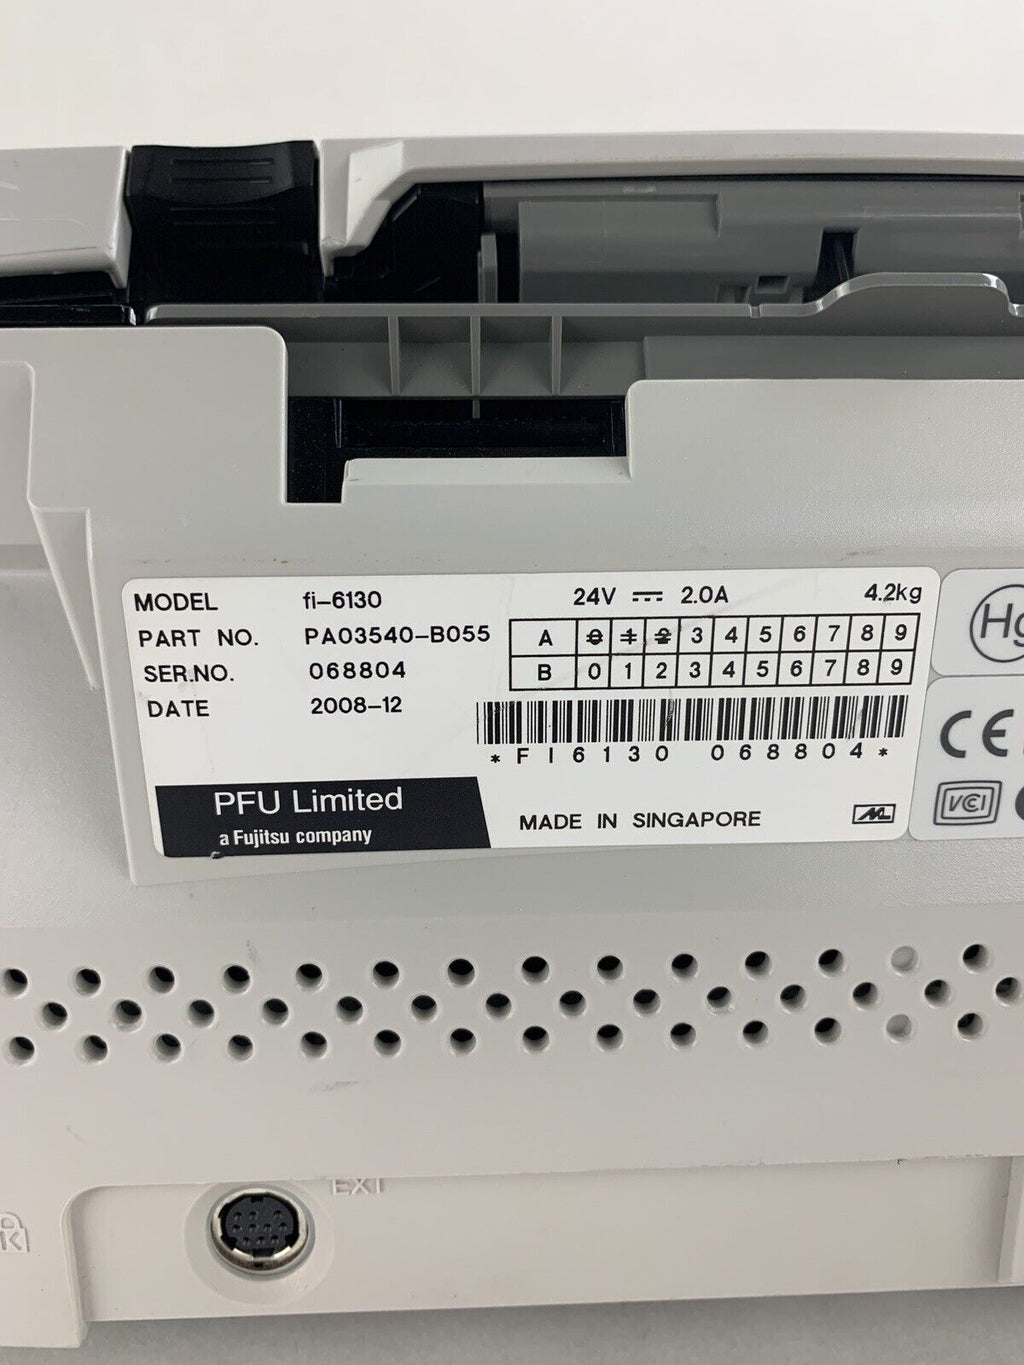 MODEL fi-6130 24V 2.0A 4.2kg
PART NO. PA03540-B055
A 0 1 2 3 4 5 6 7 8 9
SER.NO. 068804
B 0 1 2 3 4 5 6 7 8 9
DATE 2008-12
*FI6130 068804*
PFU Limited
a Fujitsu company
MADE IN SINGAPORE
ML
Hg
CE
VCCI
EXT
K